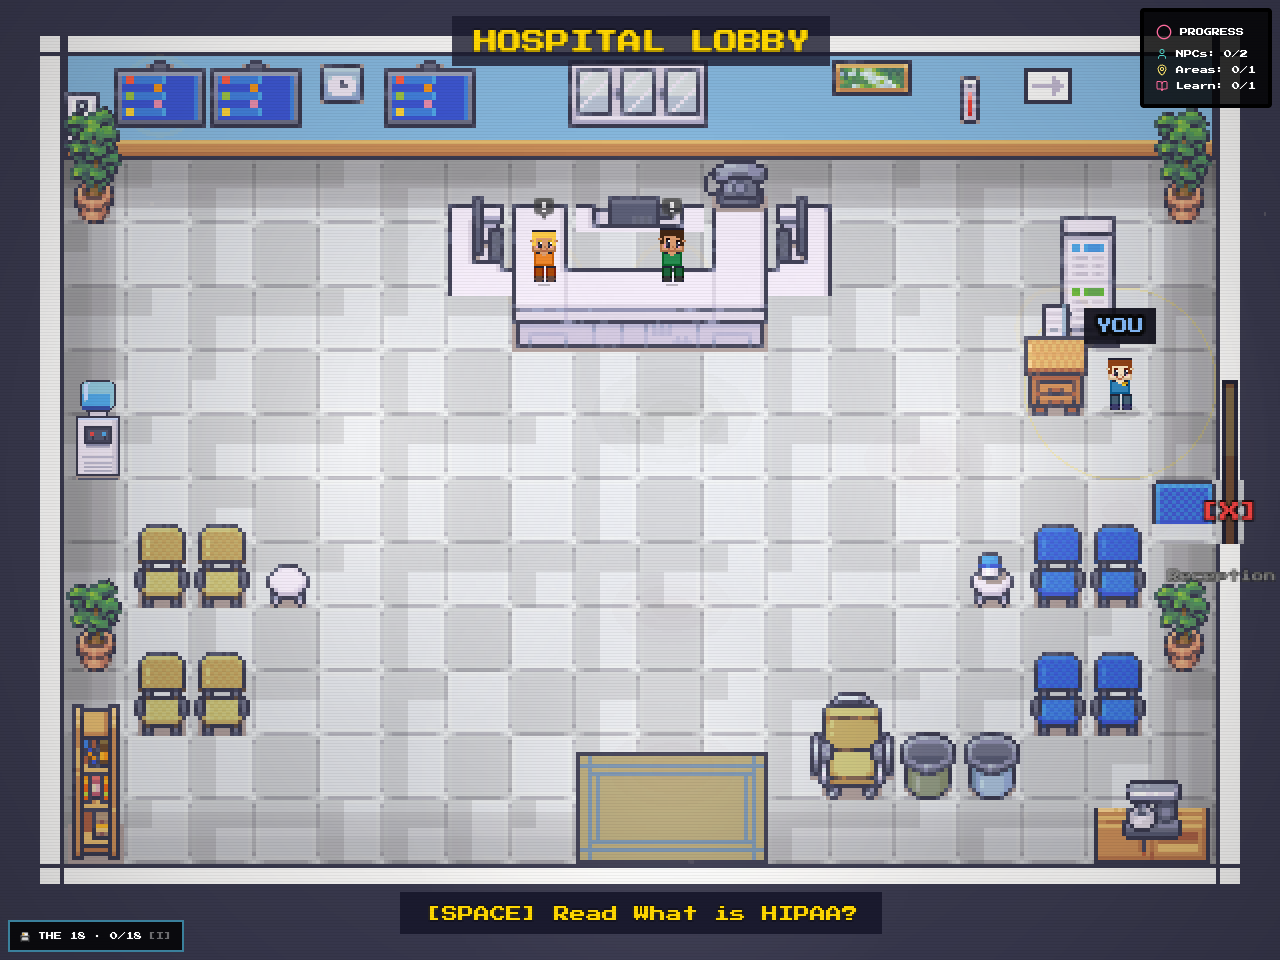 HOSPITAL LOBBY
PROGRESS
NPCs: 0/2
Areas: 0/1
Learn: 0/1
YOU
[X]
Reception
[SPACE] Read What is HIPAA?
THE 18 · 0/18 [I]